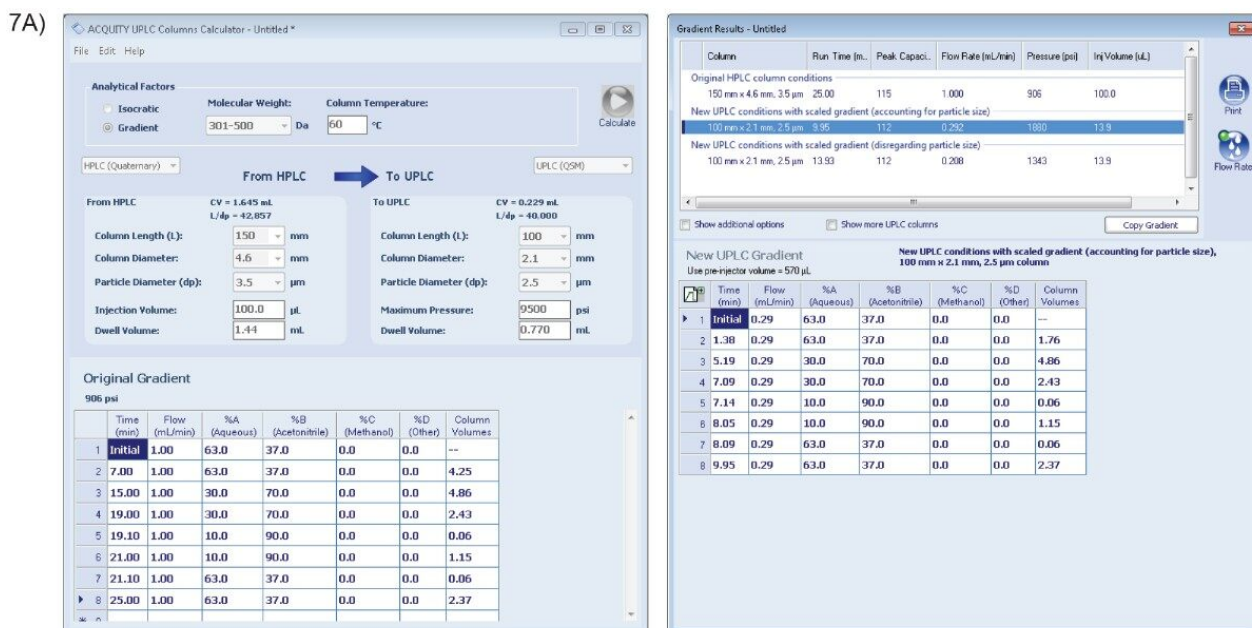 7A)
ACQUITY UPLC Columns Calculator - Untitled *
File Edit Help
Analytical Factors
Isocratic
Gradient
Molecular Weight:
301-500 Da
Column Temperature:
60 °C
Calculate
HPLC (Quaternary)
UPLC (QSM)
From HPLC To UPLC
From HPLC
CV = 1.645 mL
L/dp = 42,857
Column Length (L): 150 mm
Column Diameter: 4.6 mm
Particle Diameter (dp): 3.5 µm
Injection Volume: 100.0 µL
Dwell Volume: 1.44 mL
To UPLC
CV = 0.229 mL
L/dp = 40,000
Column Length (L): 100 mm
Column Diameter: 2.1 mm
Particle Diameter (dp): 2.5 µm
Maximum Pressure: 9500 psi
Dwell Volume: 0.770 mL
Original Gradient
906 psi
Time (min) Flow (mL/min) %A (Aqueous) %B (Acetonitrile) %C (Methanol) %D (Other) Column Volumes
1 Initial 1.00 63.0 37.0 0.0 0.0 --
2 7.00 1.00 63.0 37.0 0.0 0.0 4.25
3 15.00 1.00 30.0 70.0 0.0 0.0 4.86
4 19.00 1.00 30.0 70.0 0.0 0.0 2.43
5 19.10 1.00 10.0 90.0 0.0 0.0 0.06
6 21.00 1.00 10.0 90.0 0.0 0.0 1.15
7 21.10 1.00 63.0 37.0 0.0 0.0 0.06
8 25.00 1.00 63.0 37.0 0.0 0.0 2.37
Gradient Results - Untitled
Column Run Time (m.. Peak Capaci.. Flow Rate (mL/min) Pressure (psi) Inj Volume (uL)
Original HPLC column conditions
150 mm x 4.6 mm, 3.5 µm 25.00 115 1.000 906 100.0
New UPLC conditions with scaled gradient (accounting for particle size)
100 mm x 2.1 mm, 2.5 µm 9.95 112 0.292 1880 13.9
New UPLC conditions with scaled gradient (disregarding particle size)
100 mm x 2.1 mm, 2.5 µm 13.93 112 0.208 1343 13.9
Print
Flow Rate
Show additional options
Show more UPLC columns
Copy Gradient
New UPLC Gradient
Use pre-injector volume = 570 µL
New UPLC conditions with scaled gradient (accounting for particle size),
100 mm x 2.1 mm, 2.5 µm column
Time (min) Flow (mL/min) %A (Aqueous) %B (Acetonitrile) %C (Methanol) %D (Other) Column Volumes
1 Initial 0.29 63.0 37.0 0.0 0.0 --
2 1.38 0.29 63.0 37.0 0.0 0.0 1.76
3 5.19 0.29 30.0 70.0 0.0 0.0 4.86
4 7.09 0.29 30.0 70.0 0.0 0.0 2.43
5 7.14 0.29 10.0 90.0 0.0 0.0 0.06
6 8.05 0.29 10.0 90.0 0.0 0.0 1.15
7 8.09 0.29 63.0 37.0 0.0 0.0 0.06
8 9.95 0.29 63.0 37.0 0.0 0.0 2.37